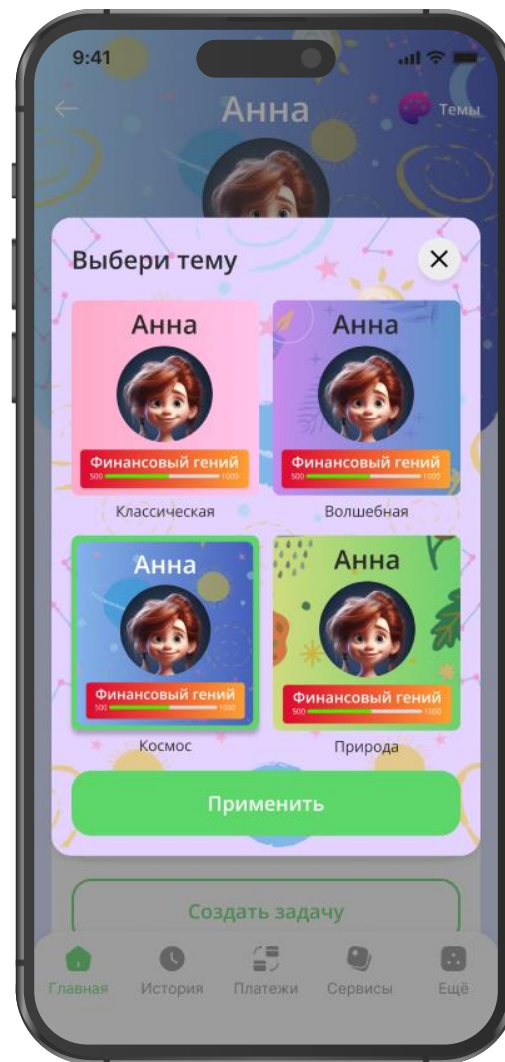 9:41
Анна
Темы
Выбери тему
Анна
Финансовый гений
500 1000
Классическая
Анна
Финансовый гений
500 1000
Волшебная
Анна
Финансовый гений
500 1000
Космос
Анна
Финансовый гений
500 1000
Природа
Применить
Создать задачу
Главная
История
Платежи
Сервисы
Ещё